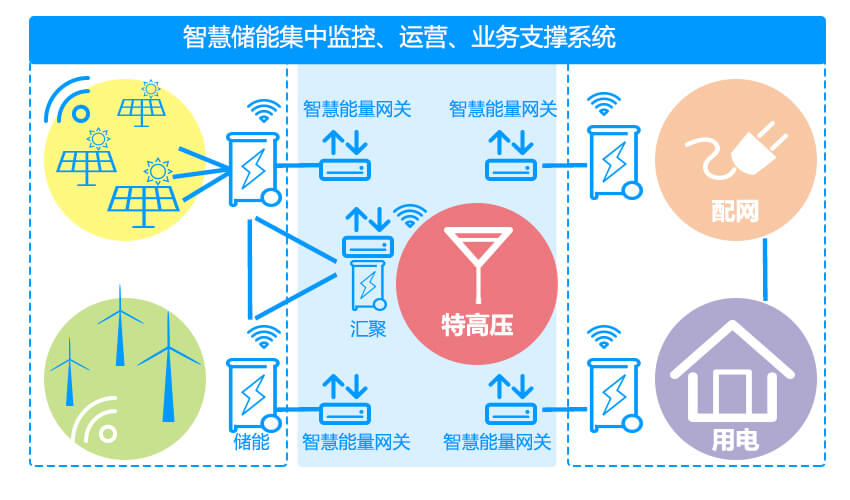 智慧储能集中监控、运营、业务支撑系统
智慧能量网关
智慧能量网关
配网
特高压
汇聚
储能
智慧能量网关
智慧能量网关
用电